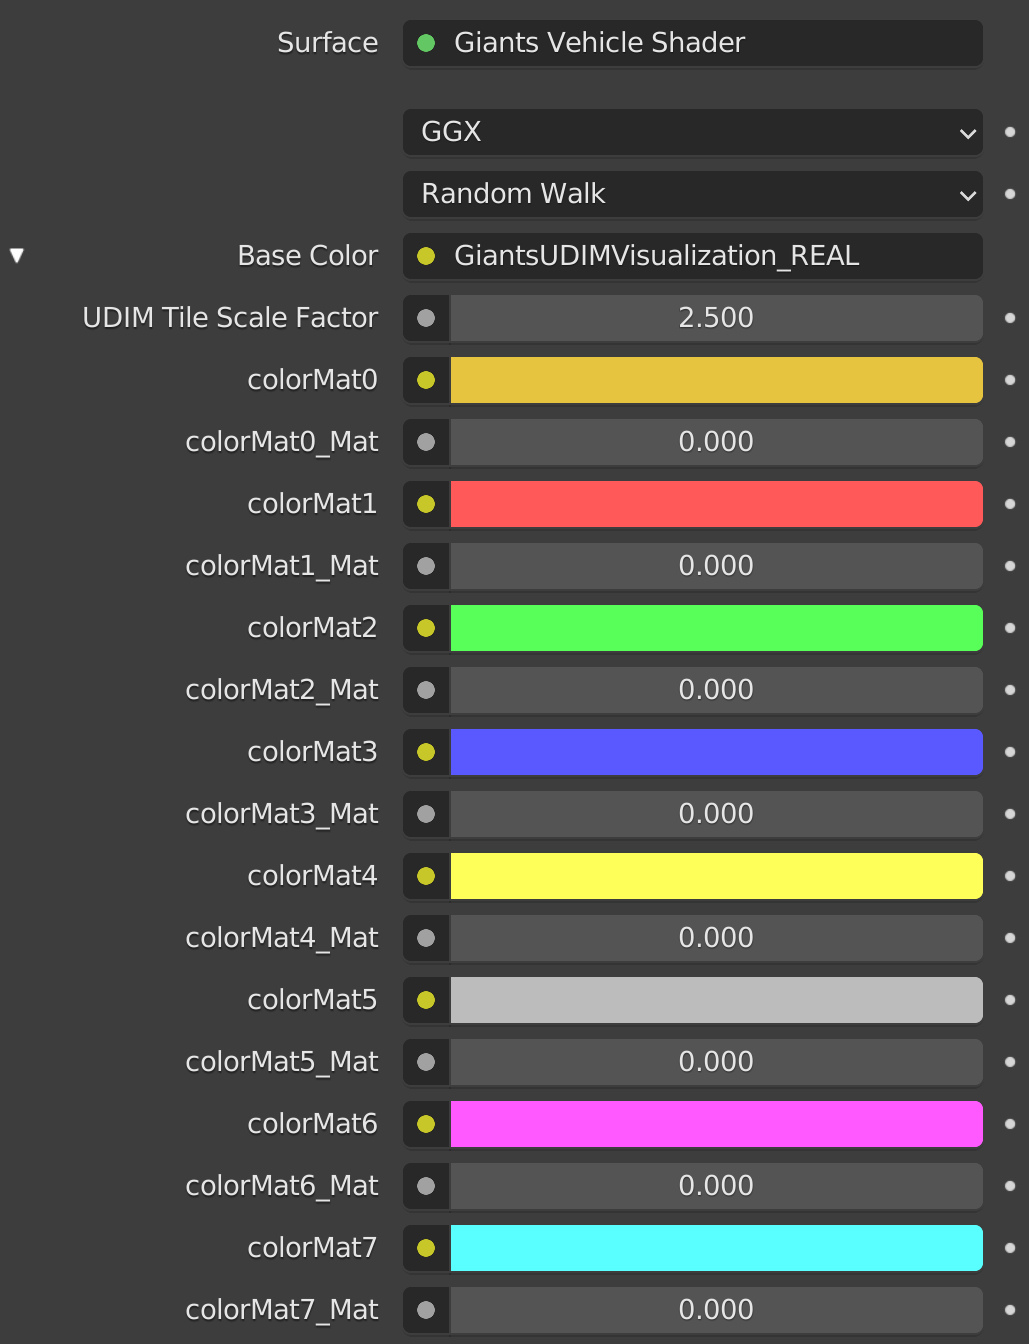 Surface Giants Vehicle Shader
GGX
Random Walk
Base Color GiantsUDIMVisualization_REAL
UDIM Tile Scale Factor 2.500
colorMat0
colorMat0_Mat 0.000
colorMat1
colorMat1_Mat 0.000
colorMat2
colorMat2_Mat 0.000
colorMat3
colorMat3_Mat 0.000
colorMat4
colorMat4_Mat 0.000
colorMat5
colorMat5_Mat 0.000
colorMat6
colorMat6_Mat 0.000
colorMat7
colorMat7_Mat 0.000